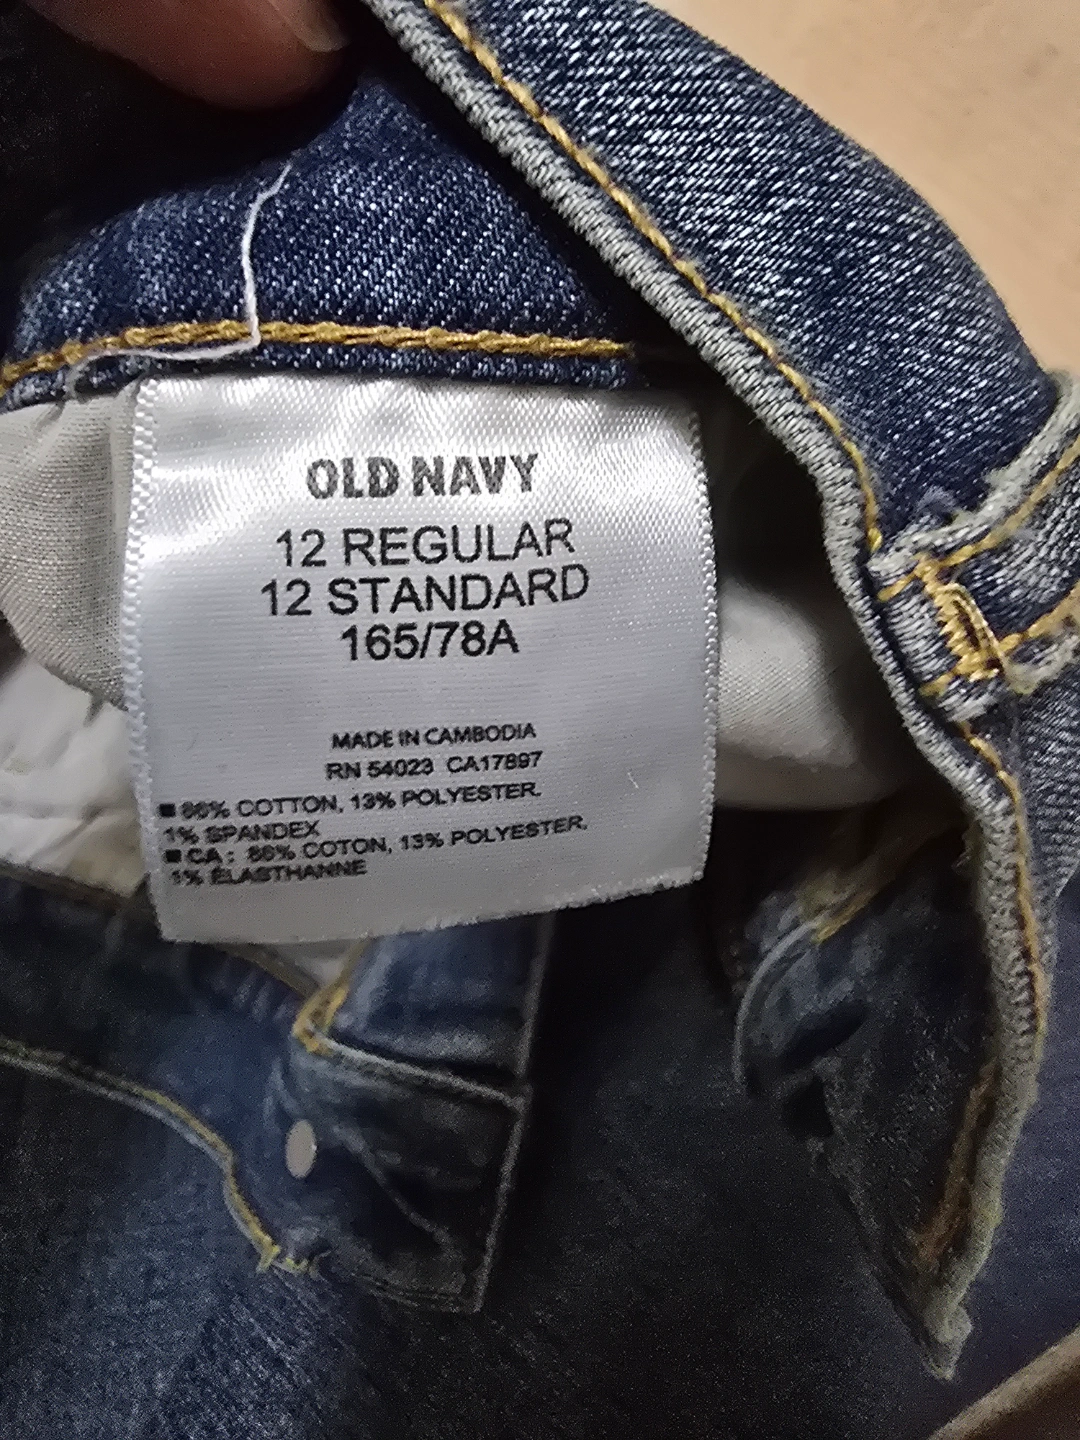 OLD NAVY
12 REGULAR
12 STANDARD
165/78A
MADE IN CAMBODIA
RN 54023 CA17897
■ 86% COTTON, 13% POLYESTER,
1% SPANDEX
■ CA : 86% COTON, 13% POLYESTER,
1% ÉLASTHANNE